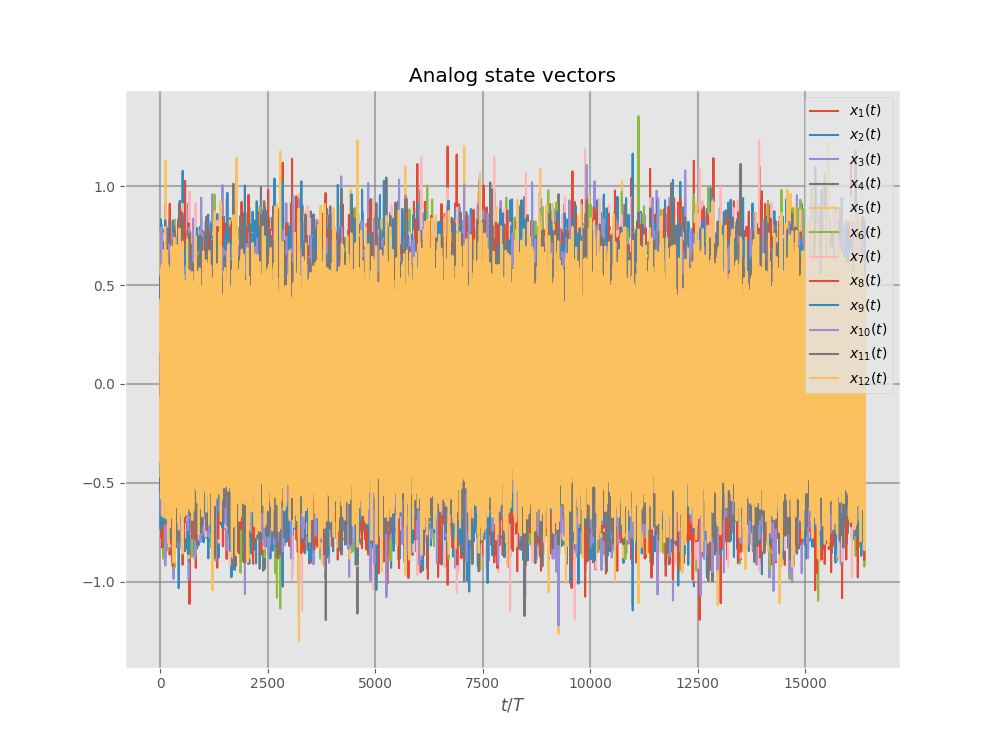 Analog state vectors
1.0
0.5
0.0
−0.5
−1.0
0 2500 5000 7500 10000 12500 15000
t/T
x₁(t)
x₂(t)
x₃(t)
x₄(t)
x₅(t)
x₆(t)
x₇(t)
x₈(t)
x₉(t)
x₁₀(t)
x₁₁(t)
x₁₂(t)